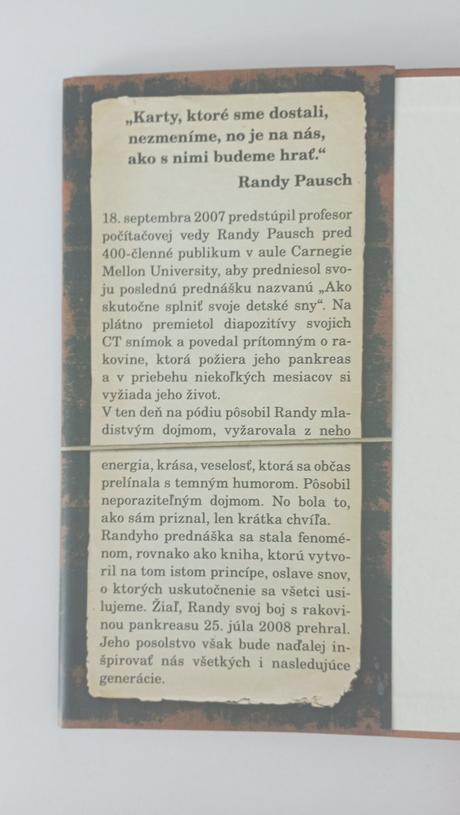 „Karty, ktoré sme dostali,
nezmeníme, no je na nás,
ako s nimi budeme hrať.“
Randy Pausch
18. septembra 2007 predstúpil profesor
počítačovej vedy Randy Pausch pred
400-členné publikum v aule Carnegie
Mellon University, aby predniesol svo-
ju poslednú prednášku nazvanú „Ako
skutočne splniť svoje detské sny“. Na
plátno premietol diapozitívy svojich
CT snímok a povedal prítomným o ra-
kovine, ktorá požiera jeho pankreas
a v priebehu niekoľkých mesiacov si
vyžiada jeho život.
V ten deň na pódiu pôsobil Randy mla-
distvým dojmom, vyžarovala z neho
energia, krása, veselosť, ktorá sa občas
prelínala s temným humorom. Pôsobil
neporaziteľným dojmom. No bola to,
ako sám priznal, len krátka chvíľa.
Randyho prednáška sa stala fenomé-
nom, rovnako ako kniha, ktorú vytvo-
ril na tom istom princípe, oslave snov,
o ktorých uskutočnenie sa všetci usi-
lujeme. Žiaľ, Randy svoj boj s rakovi-
nou pankreasu 25. júla 2008 prehral.
Jeho posolstvo však bude naďalej in-
špirovať nás všetkých i nasledujúce
generácie.